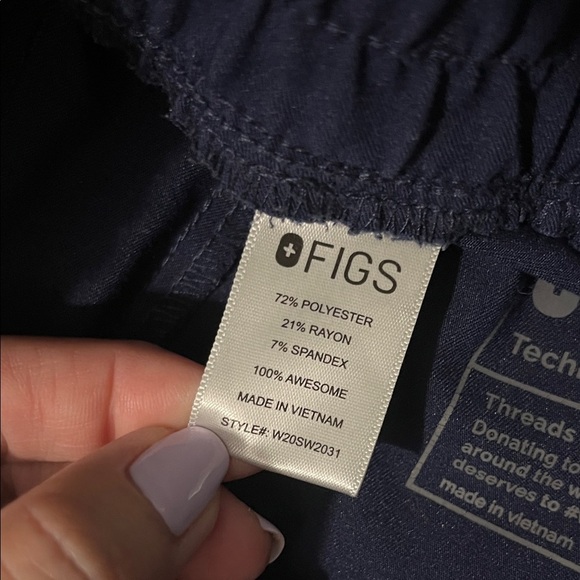 FIGS
72% POLYESTER
21% RAYON
7% SPANDEX
100% AWESOME
MADE IN VIETNAM
STYLE#: W20SW2031
Threads
Donating to
around the
deserves to
made in vietnam